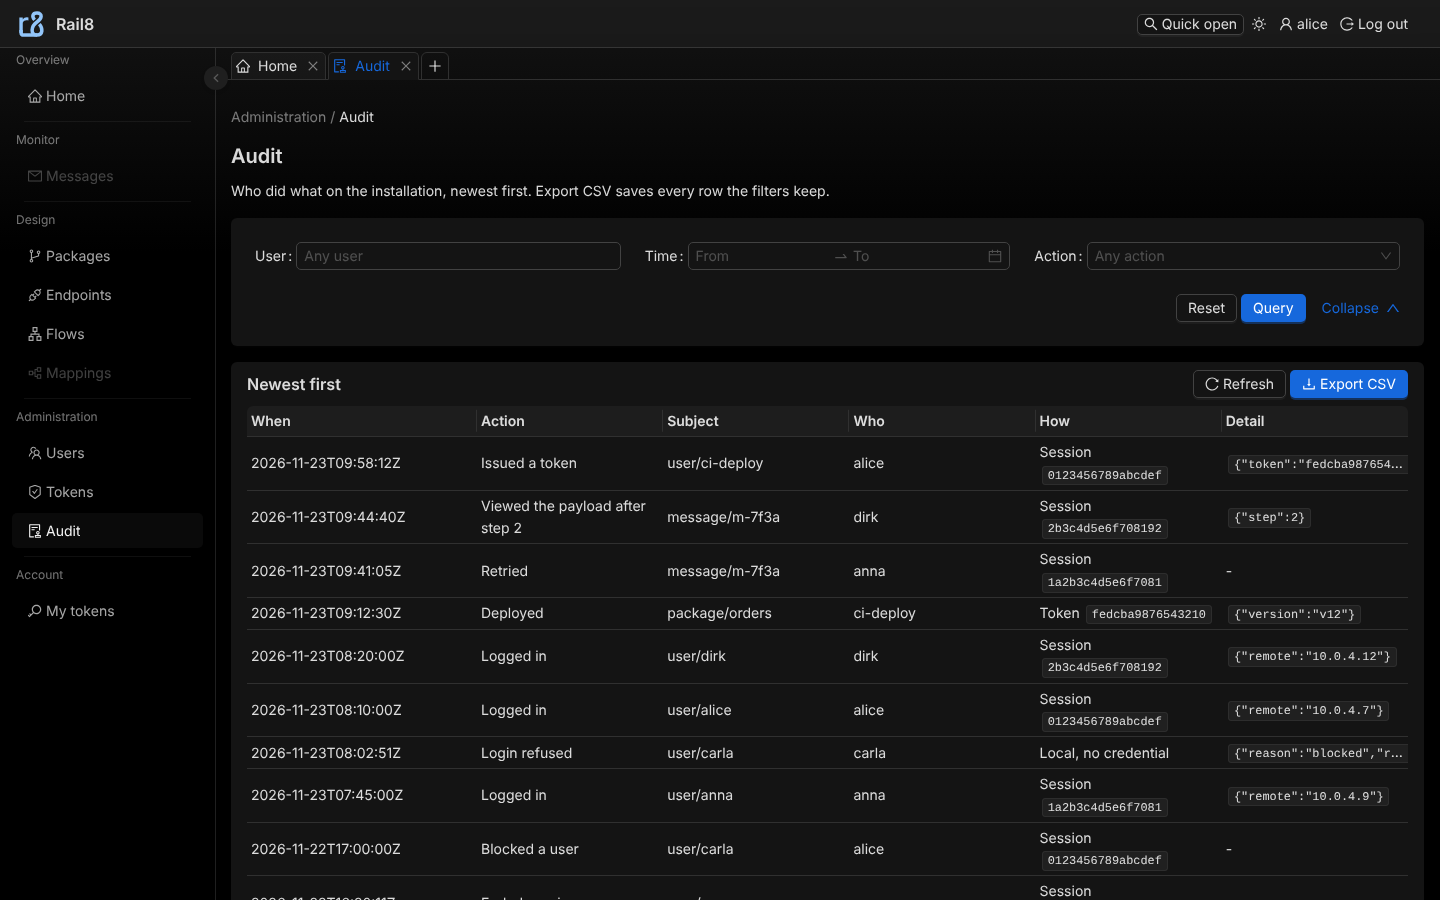 Rail8
Quick open
alice
Log out
Overview
Home
Monitor
Messages
Design
Packages
Endpoints
Flows
Mappings
Administration
Users
Tokens
Audit
Account
My tokens
Home
Audit
Administration / Audit
Audit
Who did what on the installation, newest first. Export CSV saves every row the filters keep.
User: Any user
Time: From → To
Action: Any action
Reset
Query
Collapse
Newest first
Refresh
Export CSV
When Action Subject Who How Detail
2026-11-23T09:58:12Z Issued a token user/ci-deploy alice Session 0123456789abcdef {"token":"fedcba987654...
2026-11-23T09:44:40Z Viewed the payload after step 2 message/m-7f3a dirk Session 2b3c4d5e6f708192 {"step":2}
2026-11-23T09:41:05Z Retried message/m-7f3a anna Session 1a2b3c4d5e6f7081 -
2026-11-23T09:12:30Z Deployed package/orders ci-deploy Token fedcba9876543210 {"version":"v12"}
2026-11-23T08:20:00Z Logged in user/dirk dirk Session 2b3c4d5e6f708192 {"remote":"10.0.4.12"}
2026-11-23T08:10:00Z Logged in user/alice alice Session 0123456789abcdef {"remote":"10.0.4.7"}
2026-11-23T08:02:51Z Login refused user/carla carla Local, no credential {"reason":"blocked","r...
2026-11-23T07:45:00Z Logged in user/anna anna Session 1a2b3c4d5e6f7081 {"remote":"10.0.4.9"}
2026-11-22T17:00:00Z Blocked a user user/carla alice Session 0123456789abcdef -
Session